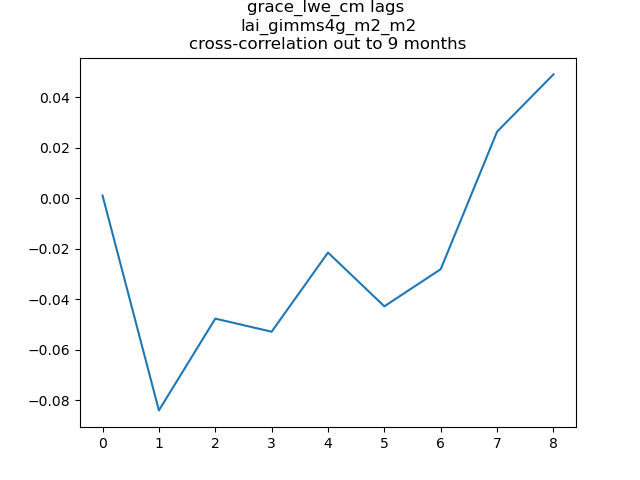 grace_lwe_cm lags
lai_gimms4g_m2_m2
cross-correlation out to 9 months
0.04
0.02
0.00
−0.02
−0.04
−0.06
−0.08
0 1 2 3 4 5 6 7 8